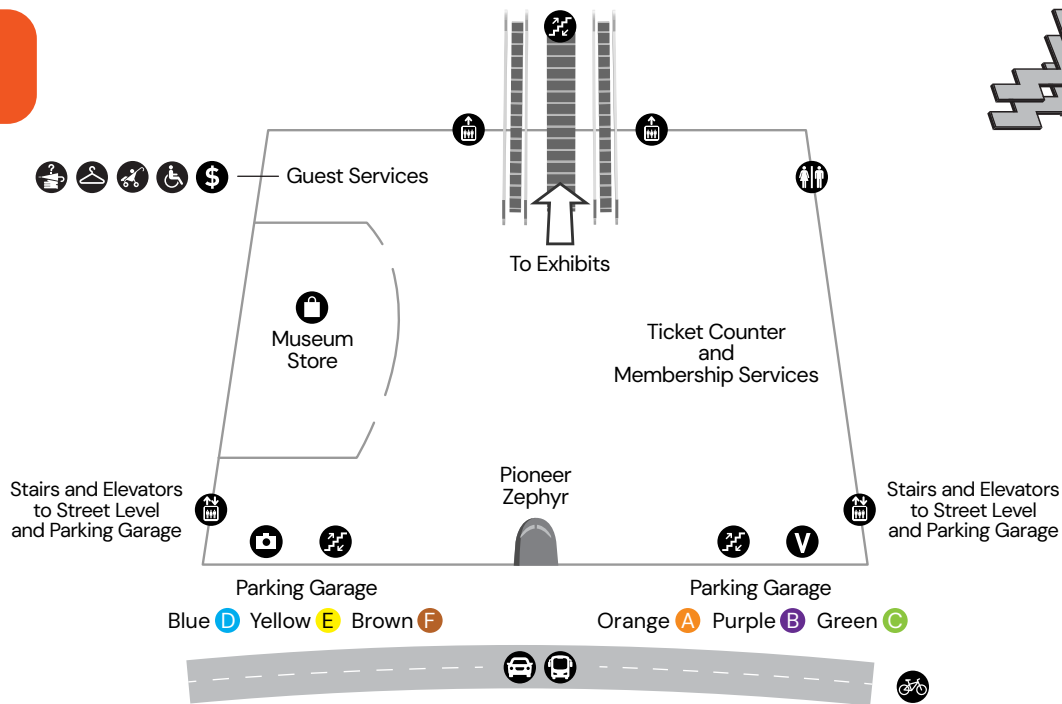 $
Guest Services
To Exhibits
Museum
Store
Ticket Counter
and
Membership Services
Stairs and Elevators
to Street Level
and Parking Garage
Pioneer
Zephyr
Stairs and Elevators
to Street Level
and Parking Garage
V
Parking Garage
Blue D Yellow E Brown F
Parking Garage
Orange A Purple B Green C